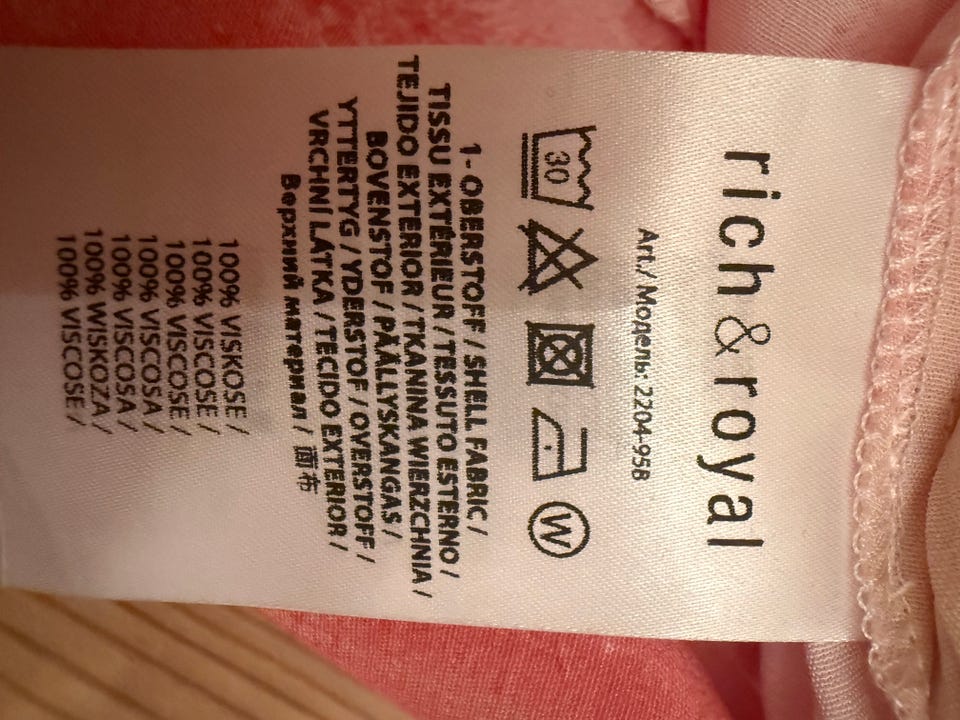 rich & royal
Art./ Модель: 2204-958
30
W
1- OBERSTOFF / SHELL FABRIC /
TISSU EXTÉRIEUR / TESSUTO ESTERNO /
TEJIDO EXTERIOR / TKANINA WIERZCHNIA /
BOVENSTOF / PÄÄLLYSKANGAS /
YTTERTYG / YDERSTOF / OVERSTOFF /
VRCHNÍ LÁTKA / TECIDO EXTERIOR /
Верхний материал / 面布
100% VISKOSE /
100% VISCOSE /
100% VISCOSE /
100% VISCOSA /
100% VISCOSA /
100% WISKOZA /
100% VISCOSE /